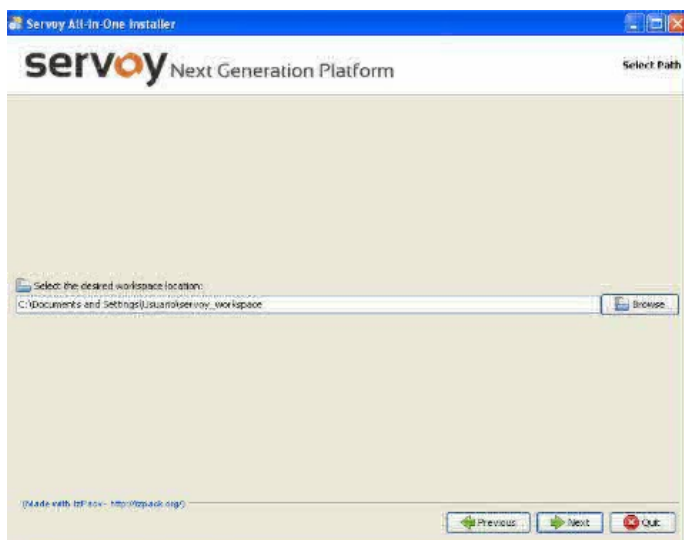 Servoy All-In-One Installer
servoy Next Generation Platform
Select Path
Select the desired workspace location:
C:\Documents and Settings\Usuario\servoy_workspace
Browse
(Made with IzPack - http://izpack.org/)
Previous
Next
Quit